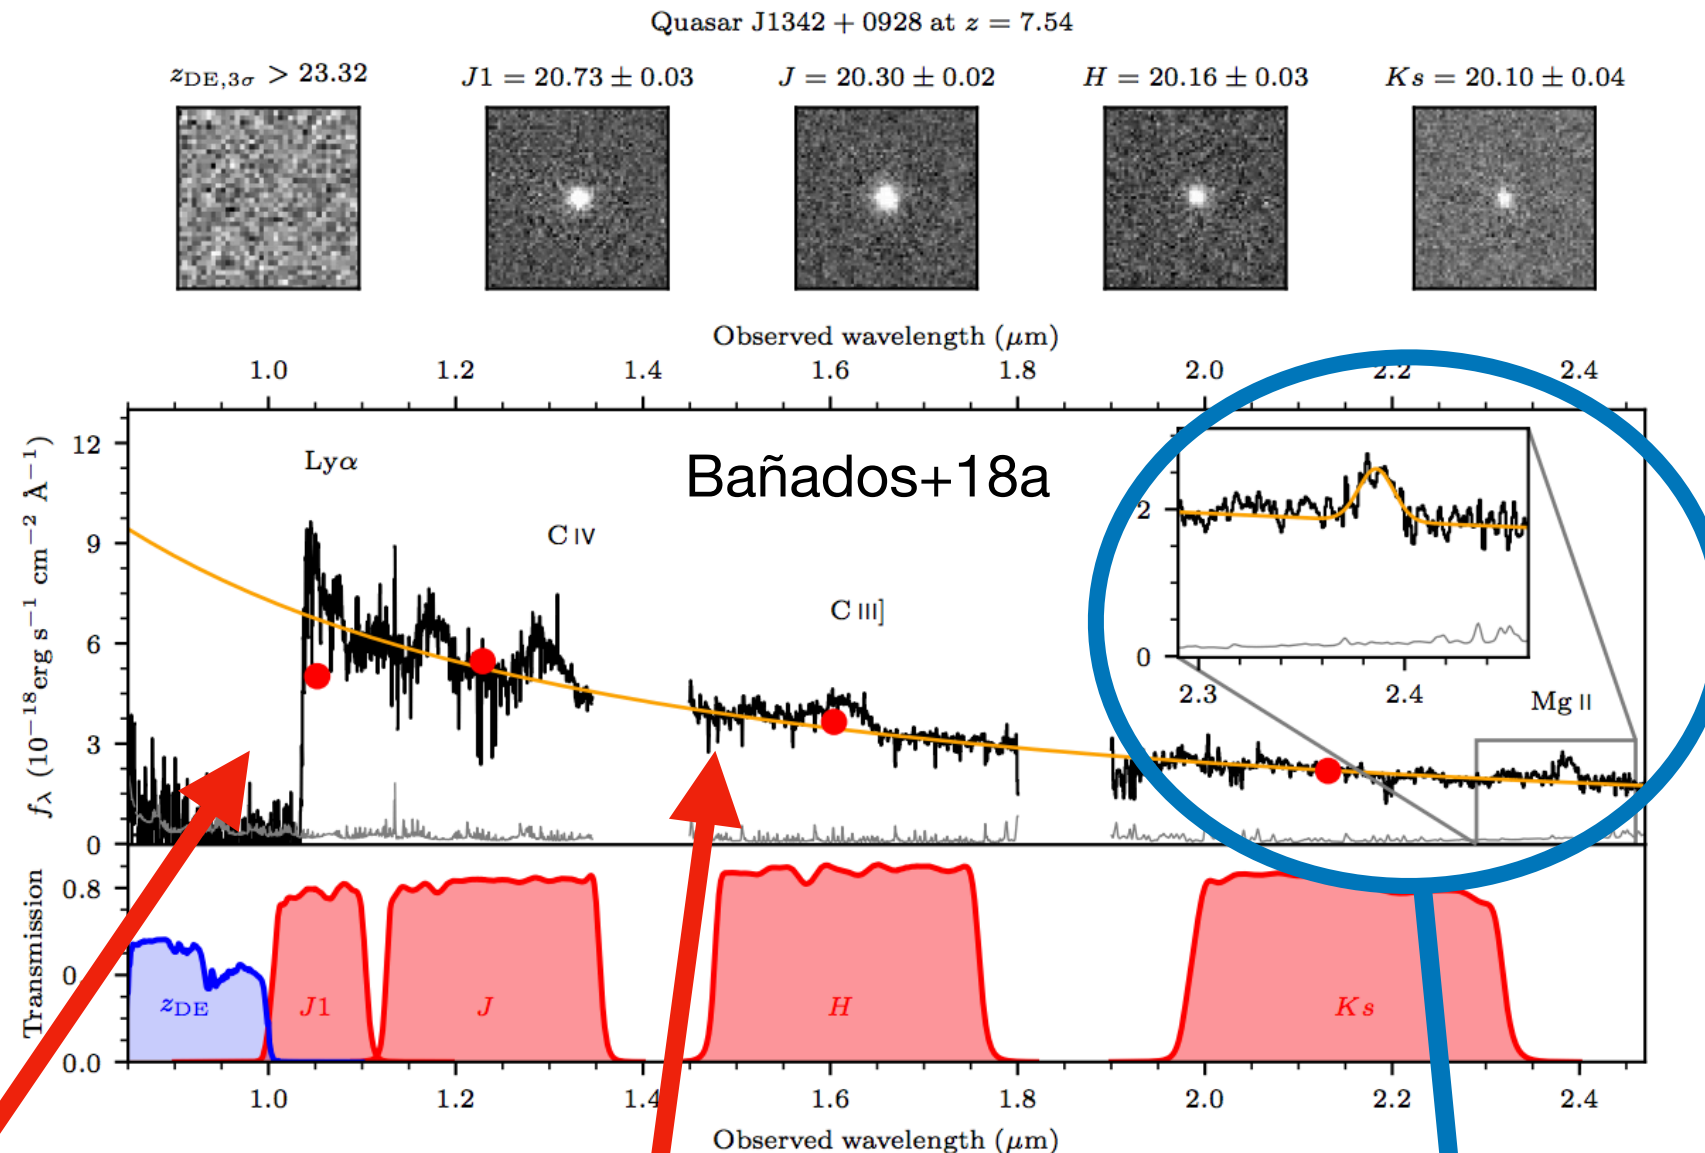 Quasar J1342 + 0928 at z = 7.54
z_DE,3σ > 23.32
J1 = 20.73 ± 0.03
J = 20.30 ± 0.02
H = 20.16 ± 0.03
Ks = 20.10 ± 0.04
Observed wavelength (μm)
1.0 1.2 1.4 1.6 1.8 2.0 2.2 2.4
f_λ (10⁻¹⁸erg s⁻¹ cm⁻² Å⁻¹)
12
9
6
3
0
Lyα
C IV
Bañados+18a
C III]
2
0
2.3 2.4
Mg II
Transmission
0.8
0.0
z_DE
J1
J
H
Ks
1.0 1.2 1.4 1.6 1.8 2.0 2.2 2.4
Observed wavelength (μm)